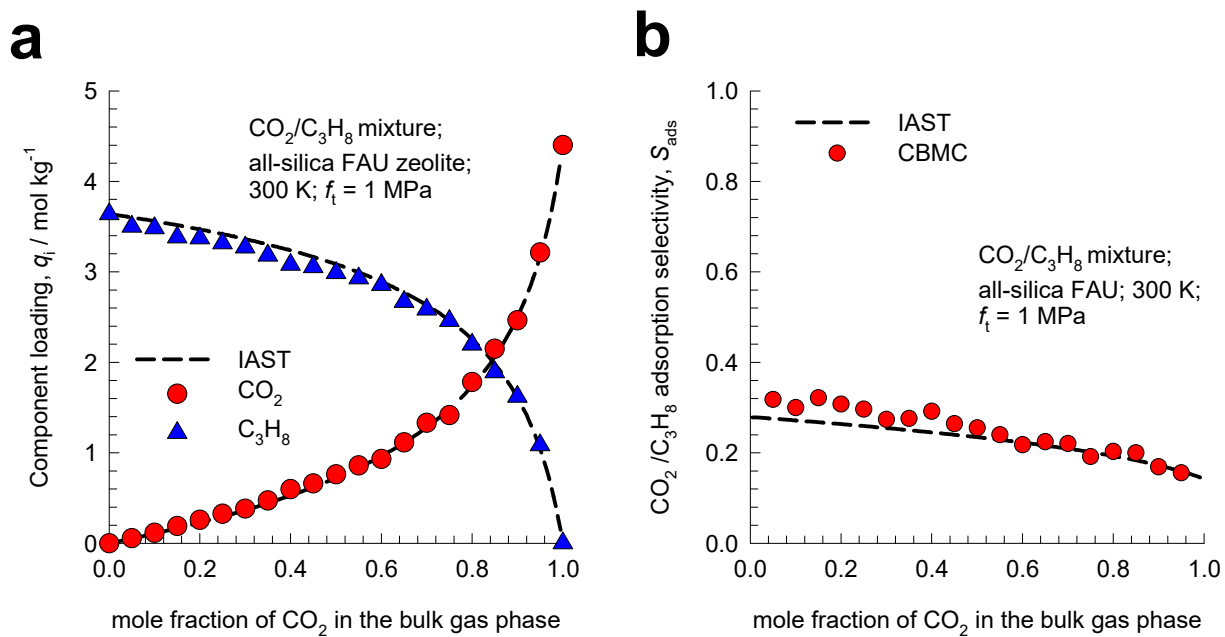 a
5
4
3
2
1
0
Component loading, qᵢ / mol kg⁻¹
CO₂/C₃H₈ mixture;
all-silica FAU zeolite;
300 K; fₜ = 1 MPa
IAST
CO₂
C₃H₈
0.0 0.2 0.4 0.6 0.8 1.0
mole fraction of CO₂ in the bulk gas phase
b
1.0
0.8
0.6
0.4
0.2
0.0
CO₂ /C₃H₈ adsorption selectivity, S_ads
IAST
CBMC
CO₂/C₃H₈ mixture;
all-silica FAU; 300 K;
fₜ = 1 MPa
0.0 0.2 0.4 0.6 0.8 1.0
mole fraction of CO₂ in the bulk gas phase